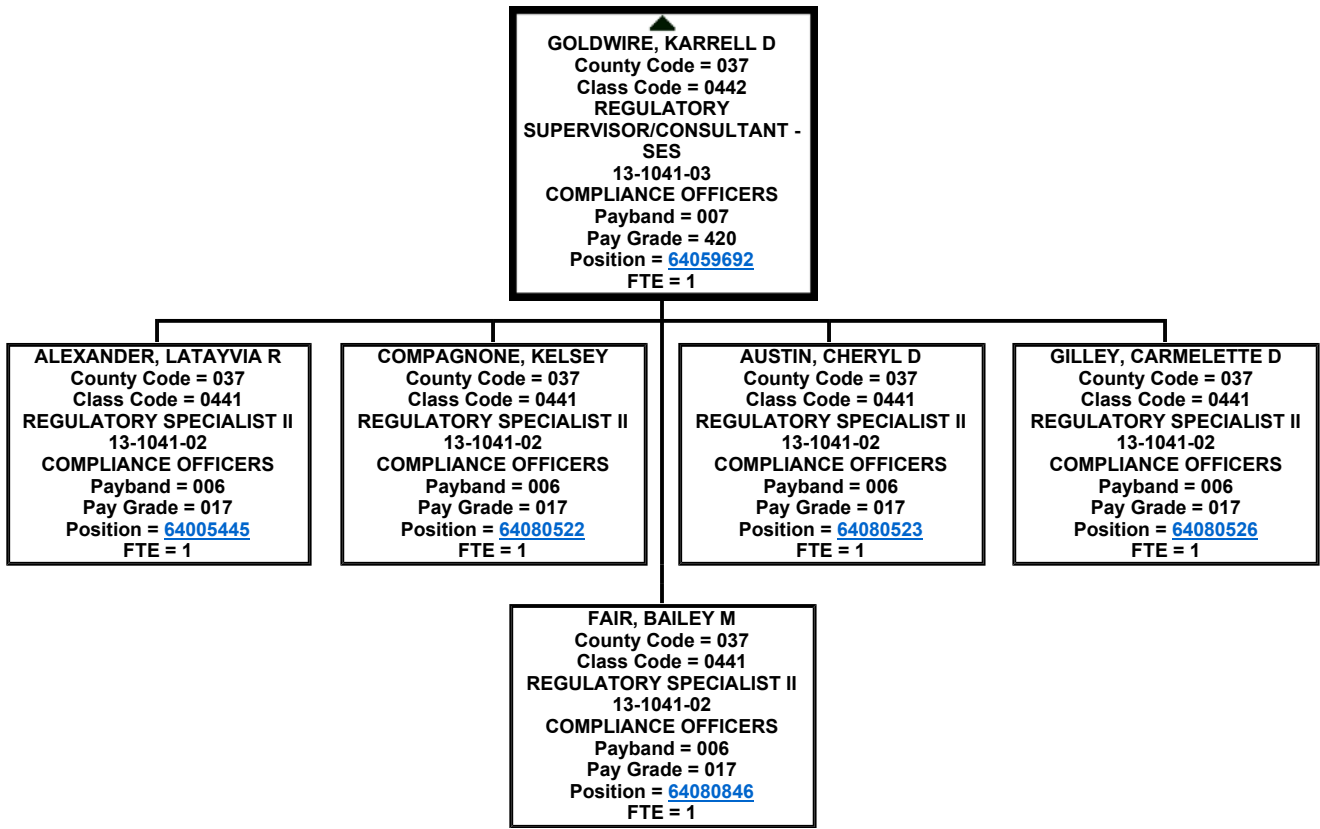 GOLDWIRE, KARRELL D
County Code = 037
Class Code = 0442
REGULATORY
SUPERVISOR/CONSULTANT -
SES
13-1041-03
COMPLIANCE OFFICERS
Payband = 007
Pay Grade = 420
Position = 64059692
FTE = 1
ALEXANDER, LATAYVIA R
County Code = 037
Class Code = 0441
REGULATORY SPECIALIST II
13-1041-02
COMPLIANCE OFFICERS
Payband = 006
Pay Grade = 017
Position = 64005445
FTE = 1
COMPAGNONE, KELSEY
County Code = 037
Class Code = 0441
REGULATORY SPECIALIST II
13-1041-02
COMPLIANCE OFFICERS
Payband = 006
Pay Grade = 017
Position = 64080522
FTE = 1
AUSTIN, CHERYL D
County Code = 037
Class Code = 0441
REGULATORY SPECIALIST II
13-1041-02
COMPLIANCE OFFICERS
Payband = 006
Pay Grade = 017
Position = 64080523
FTE = 1
GILLEY, CARMELETTE D
County Code = 037
Class Code = 0441
REGULATORY SPECIALIST II
13-1041-02
COMPLIANCE OFFICERS
Payband = 006
Pay Grade = 017
Position = 64080526
FTE = 1
FAIR, BAILEY M
County Code = 037
Class Code = 0441
REGULATORY SPECIALIST II
13-1041-02
COMPLIANCE OFFICERS
Payband = 006
Pay Grade = 017
Position = 64080846
FTE = 1